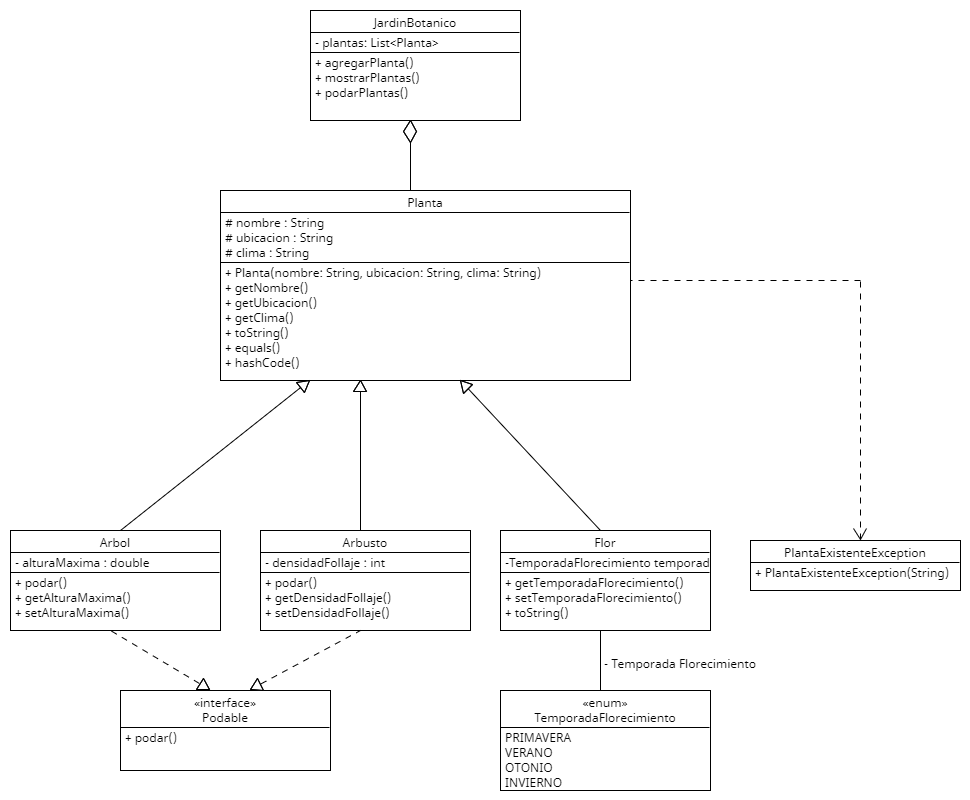 JardinBotanico
- plantas: List<Planta>
+ agregarPlanta()
+ mostrarPlantas()
+ podarPlantas()
Planta
# nombre : String
# ubicacion : String
# clima : String
+ Planta(nombre: String, ubicacion: String, clima: String)
+ getNombre()
+ getUbicacion()
+ getClima()
+ toString()
+ equals()
+ hashCode()
Arbol
- alturaMaxima : double
+ podar()
+ getAlturaMaxima()
+ setAlturaMaxima()
Arbusto
- densidadFollaje : int
+ podar()
+ getDensidadFollaje()
+ setDensidadFollaje()
Flor
-TemporadaFlorecimiento temporad
+ getTemporadaFlorecimiento()
+ setTemporadaFlorecimiento()
+ toString()
PlantaExistenteException
+ PlantaExistenteException(String)
- Temporada Florecimiento
«interface»
Podable
+ podar()
«enum»
TemporadaFlorecimiento
PRIMAVERA
VERANO
OTONIO
INVIERNO